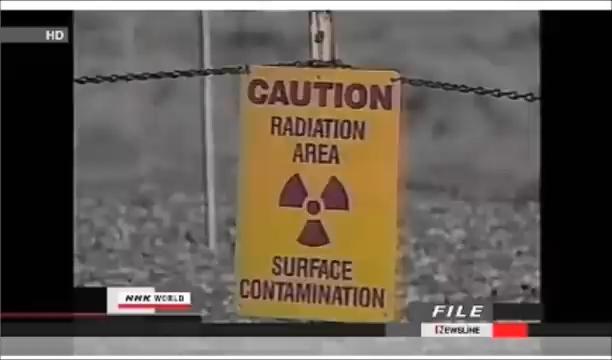 HD
CAUTION
RADIATION
AREA
SURFACE
CONTAMINATION
NHK WORLD
FILE
NEWSLINE